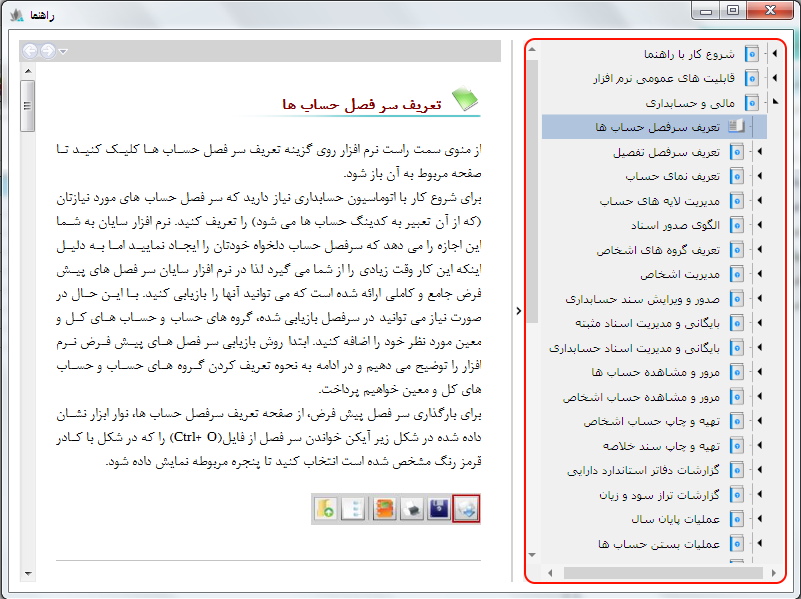 راهنما
شروع کار با راهنما
قابلیت های عمومی نرم افزار
مالی و حسابداری
تعریف سرفصل حساب ها
تعریف سرفصل تفصیل
تعریف نمای حساب
مدیریت لایه های حساب
الگوی صدور اسناد
تعریف گروه های اشخاص
مدیریت اشخاص
صدور و ویرایش سند حسابداری
بایگانی و مدیریت اسناد مثبته
بایگانی و مدیریت اسناد حسابداری
مرور و مشاهده حساب ها
مرور و مشاهده حساب اشخاص
تهیه و چاپ حساب اشخاص
تهیه و چاپ سند خلاصه
گزارشات دفاتر استاندارد دارایی
گزارشات تراز سود و زیان
عملیات پایان سال
عملیات بستن حساب ها
تعریف سر فصل حساب ها
از منوی سمت راست نرم افزار روی گزینه تعریف سر فصل حساب ها کلیک کنید تا
صفحه مربوط به آن باز شود.
برای شروع کار با اتوماسیون حسابداری نیاز دارید که سر فصل حساب های مورد نیازتان
(که از آن تعبیر به کدینگ حساب ها می شود) را تعریف کنید. نرم افزار سایان به شما
این اجازه را می دهد که سرفصل حساب دلخواه خودتان را ایجاد نمایید اما به دلیل
اینکه این کار وقت زیادی را از شما می گیرد لذا در نرم افزار سایان سر فصل های پیش
فرض جامع و کاملی ارائه شده است که می توانید آنها را بازیابی کنید. با این حال در
صورت نیاز می توانید در سرفصل بازیابی شده، گروه های حساب و حساب های کل و
معین مورد نظر خود را اضافه کنید. ابتدا روش بازیابی سر فصل های پیش فرض نرم
افزار را توضیح می دهیم و در ادامه به نحوه تعریف کردن گروه های حساب و حساب
های کل و معین خواهیم پرداخت.
برای بارگذاری سر فصل پیش فرض، از صفحه تعریف سرفصل حساب ها، نوار ابزار نشان
داده شده در شکل زیر آیکن خواندن سر فصل از فایل(Ctrl+ O) را که در شکل با کادر
قرمز رنگ مشخص شده است انتخاب کنید تا پنجره مربوطه نمایش داده شود.